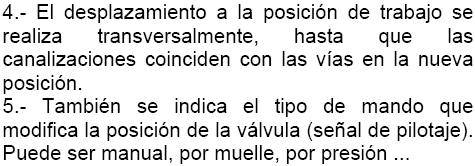 4.- El desplazamiento a la posición de trabajo se
realiza transversalmente, hasta que las
canalizaciones coinciden con las vías en la nueva
posición.
5.- También se indica el tipo de mando que
modifica la posición de la válvula (señal de pilotaje).
Puede ser manual, por muelle, por presión ...